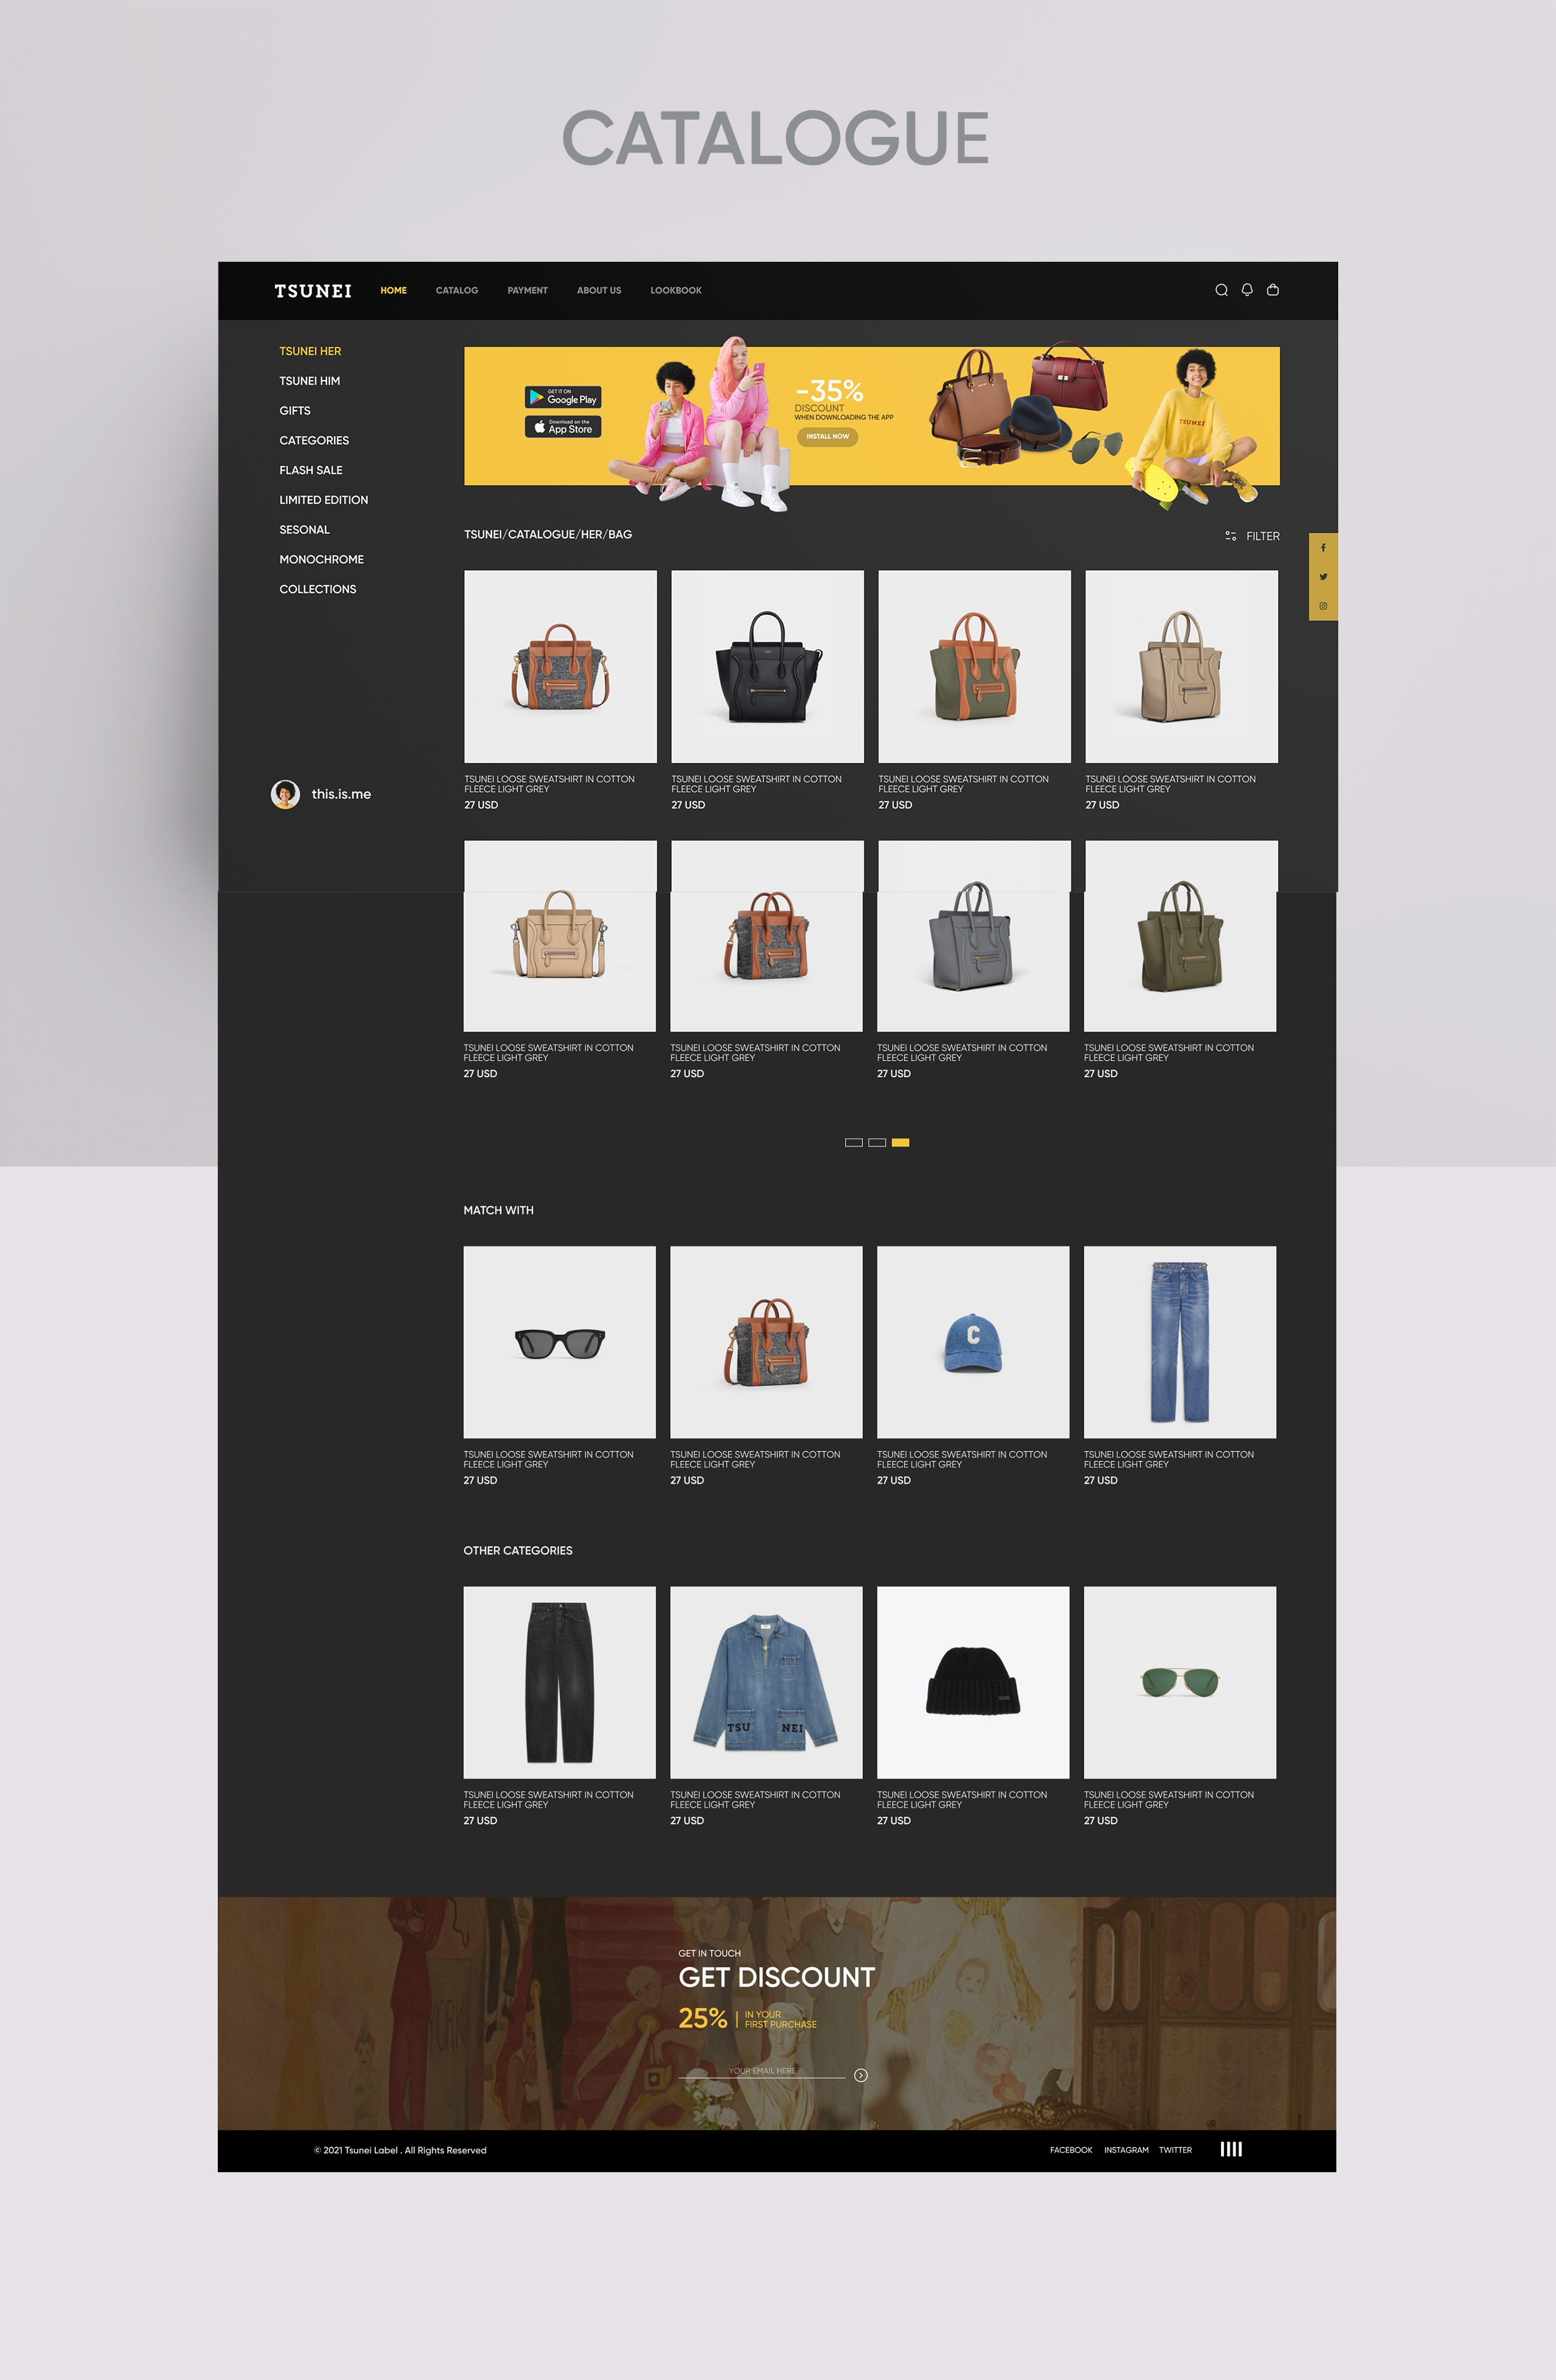 CATALOGUE
TSUNEI HOME CATALOG PAYMENT ABOUT US LOOKBOOK
TSUNEI HER
TSUNEI HIM
GIFTS
CATEGORIES
FLASH SALE
LIMITED EDITION
SESONAL
MONOCHROME
COLLECTIONS
this.is.me
GET IT ON
Google Play
Download on the
App Store
-35%
DISCOUNT
WHEN DOWNLOADING THE APP
INSTALL NOW
TSUNEI
TSUNEI/CATALOGUE/HER/BAG
FILTER
TSUNEI LOOSE SWEATSHIRT IN COTTON
FLEECE LIGHT GREY
27 USD
TSUNEI LOOSE SWEATSHIRT IN COTTON
FLEECE LIGHT GREY
27 USD
TSUNEI LOOSE SWEATSHIRT IN COTTON
FLEECE LIGHT GREY
27 USD
TSUNEI LOOSE SWEATSHIRT IN COTTON
FLEECE LIGHT GREY
27 USD
TSUNEI LOOSE SWEATSHIRT IN COTTON
FLEECE LIGHT GREY
27 USD
TSUNEI LOOSE SWEATSHIRT IN COTTON
FLEECE LIGHT GREY
27 USD
TSUNEI LOOSE SWEATSHIRT IN COTTON
FLEECE LIGHT GREY
27 USD
TSUNEI LOOSE SWEATSHIRT IN COTTON
FLEECE LIGHT GREY
27 USD
MATCH WITH
C
TSUNEI LOOSE SWEATSHIRT IN COTTON
FLEECE LIGHT GREY
27 USD
TSUNEI LOOSE SWEATSHIRT IN COTTON
FLEECE LIGHT GREY
27 USD
TSUNEI LOOSE SWEATSHIRT IN COTTON
FLEECE LIGHT GREY
27 USD
TSUNEI LOOSE SWEATSHIRT IN COTTON
FLEECE LIGHT GREY
27 USD
OTHER CATEGORIES
TSU NEI
TSUNEI LOOSE SWEATSHIRT IN COTTON
FLEECE LIGHT GREY
27 USD
TSUNEI LOOSE SWEATSHIRT IN COTTON
FLEECE LIGHT GREY
27 USD
TSUNEI LOOSE SWEATSHIRT IN COTTON
FLEECE LIGHT GREY
27 USD
TSUNEI LOOSE SWEATSHIRT IN COTTON
FLEECE LIGHT GREY
27 USD
GET IN TOUCH
GET DISCOUNT
25%
IN YOUR
FIRST PURCHASE
YOUR EMAIL HERE
© 2021 Tsunei Label . All Rights Reserved
FACEBOOK INSTAGRAM TWITTER